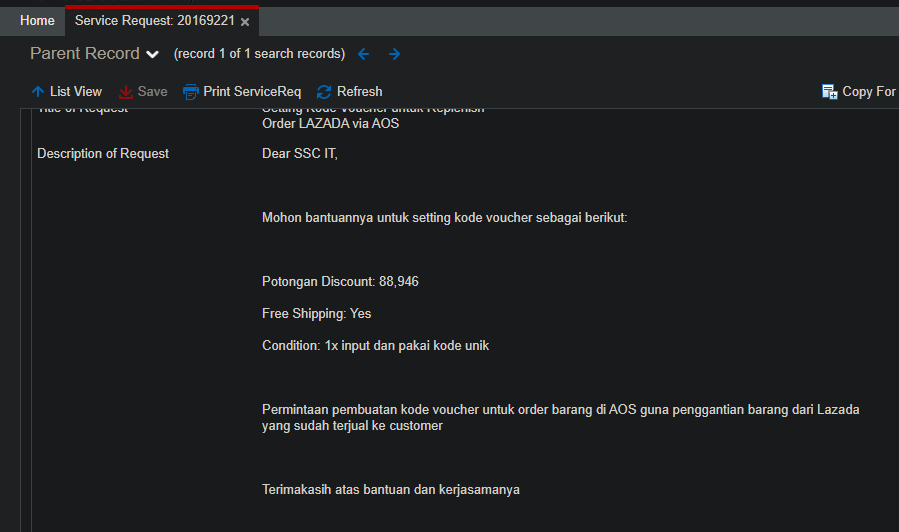 Home Service Request: 20169221 ×
Parent Record (record 1 of 1 search records)
List View Save Print ServiceReq Refresh Copy For
Title of Request Setting Kode Voucher untuk Replenish
Order LAZADA via AOS
Description of Request Dear SSC IT,
Mohon bantuannya untuk setting kode voucher sebagai berikut:
Potongan Discount: 88,946
Free Shipping: Yes
Condition: 1x input dan pakai kode unik
Permintaan pembuatan kode voucher untuk order barang di AOS guna penggantian barang dari Lazada
yang sudah terjual ke customer
Terimakasih atas bantuan dan kerjasamanya